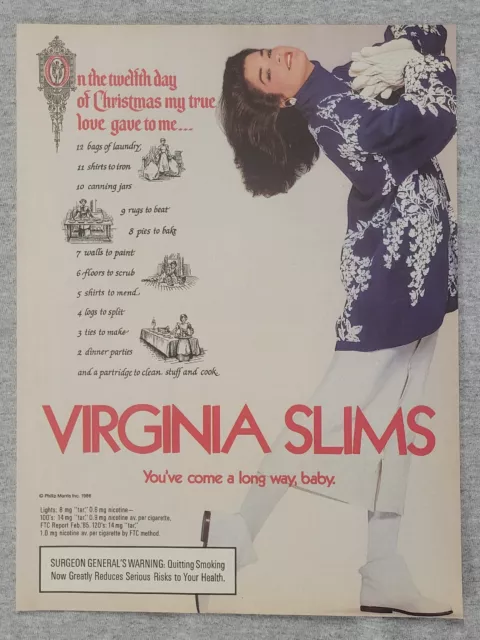 On the twelfth day
of Christmas my true
love gave to me...
12 bags of laundry
11 shirts to iron
10 canning jars
9 rugs to beat
8 pies to bake
7 walls to paint
6 floors to scrub
5 shirts to mend
4 logs to split
3 ties to make
2 dinner parties
and a partridge to clean, stuff and cook.
VIRGINIA SLIMS
You've come a long way, baby.
© Philip Morris Inc. 1986
Lights: 8 mg "tar," 0.6 mg nicotine—
100's: 14 mg "tar," 0.9 mg nicotine av. per cigarette,
FTC Report Feb.'85. 120's: 14 mg "tar,"
1.0 mg nicotine av. per cigarette by FTC method.
SURGEON GENERAL'S WARNING: Quitting Smoking
Now Greatly Reduces Serious Risks to Your Health.